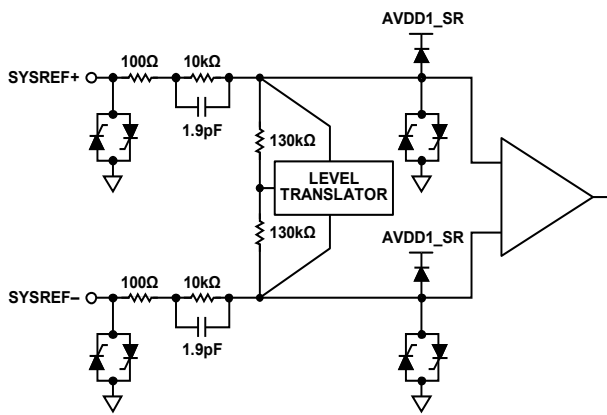 AVDD1_SR
100Ω 10kΩ
SYSREF+
1.9pF
130kΩ
LEVEL
TRANSLATOR
130kΩ
AVDD1_SR
100Ω 10kΩ
SYSREF–
1.9pF